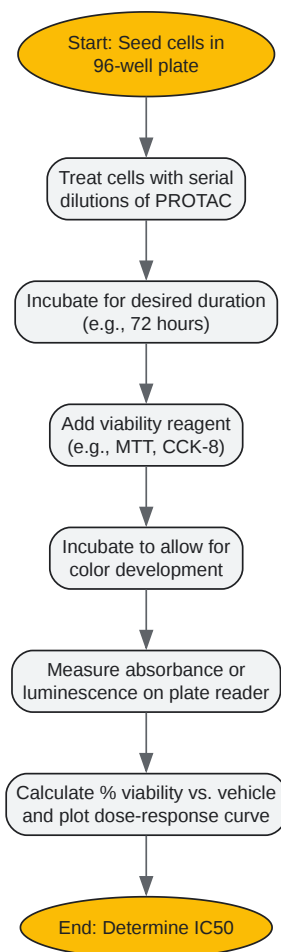 Start: Seed cells in
96-well plate
Treat cells with serial
dilutions of PROTAC
Incubate for desired duration
(e.g., 72 hours)
Add viability reagent
(e.g., MTT, CCK-8)
Incubate to allow for
color development
Measure absorbance or
luminescence on plate reader
Calculate % viability vs. vehicle
and plot dose-response curve
End: Determine IC50